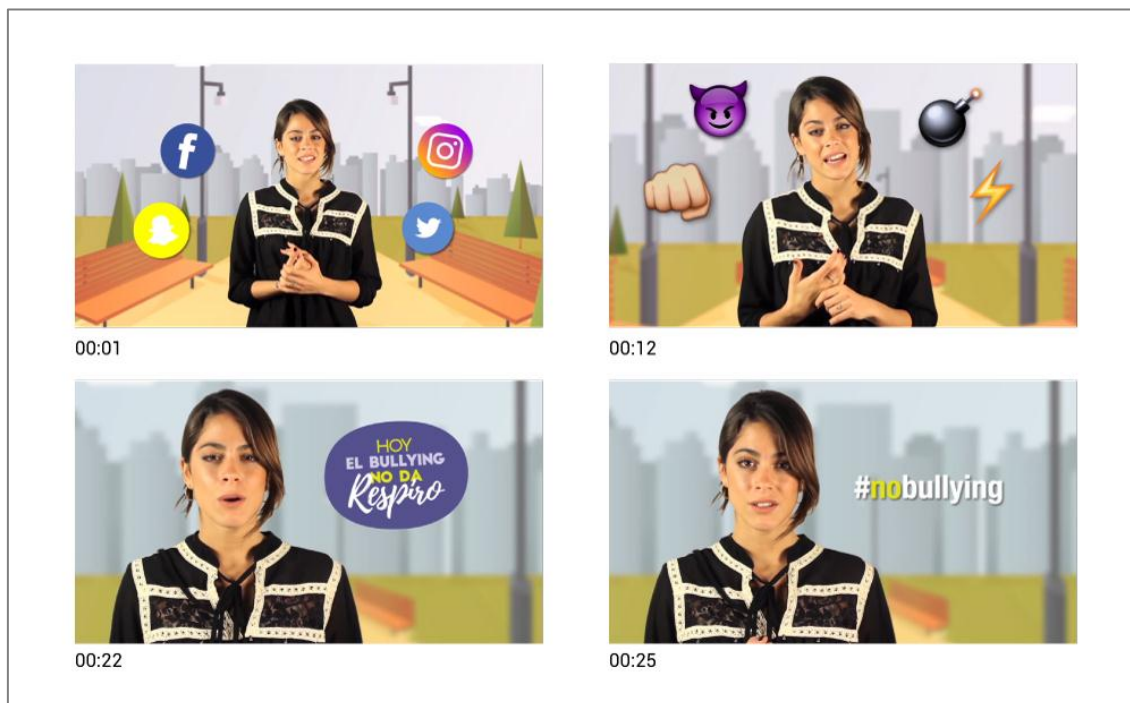 00:01
00:12
HOY
EL BULLYING
NO DA
Respiro
#nobullying
00:22
00:25